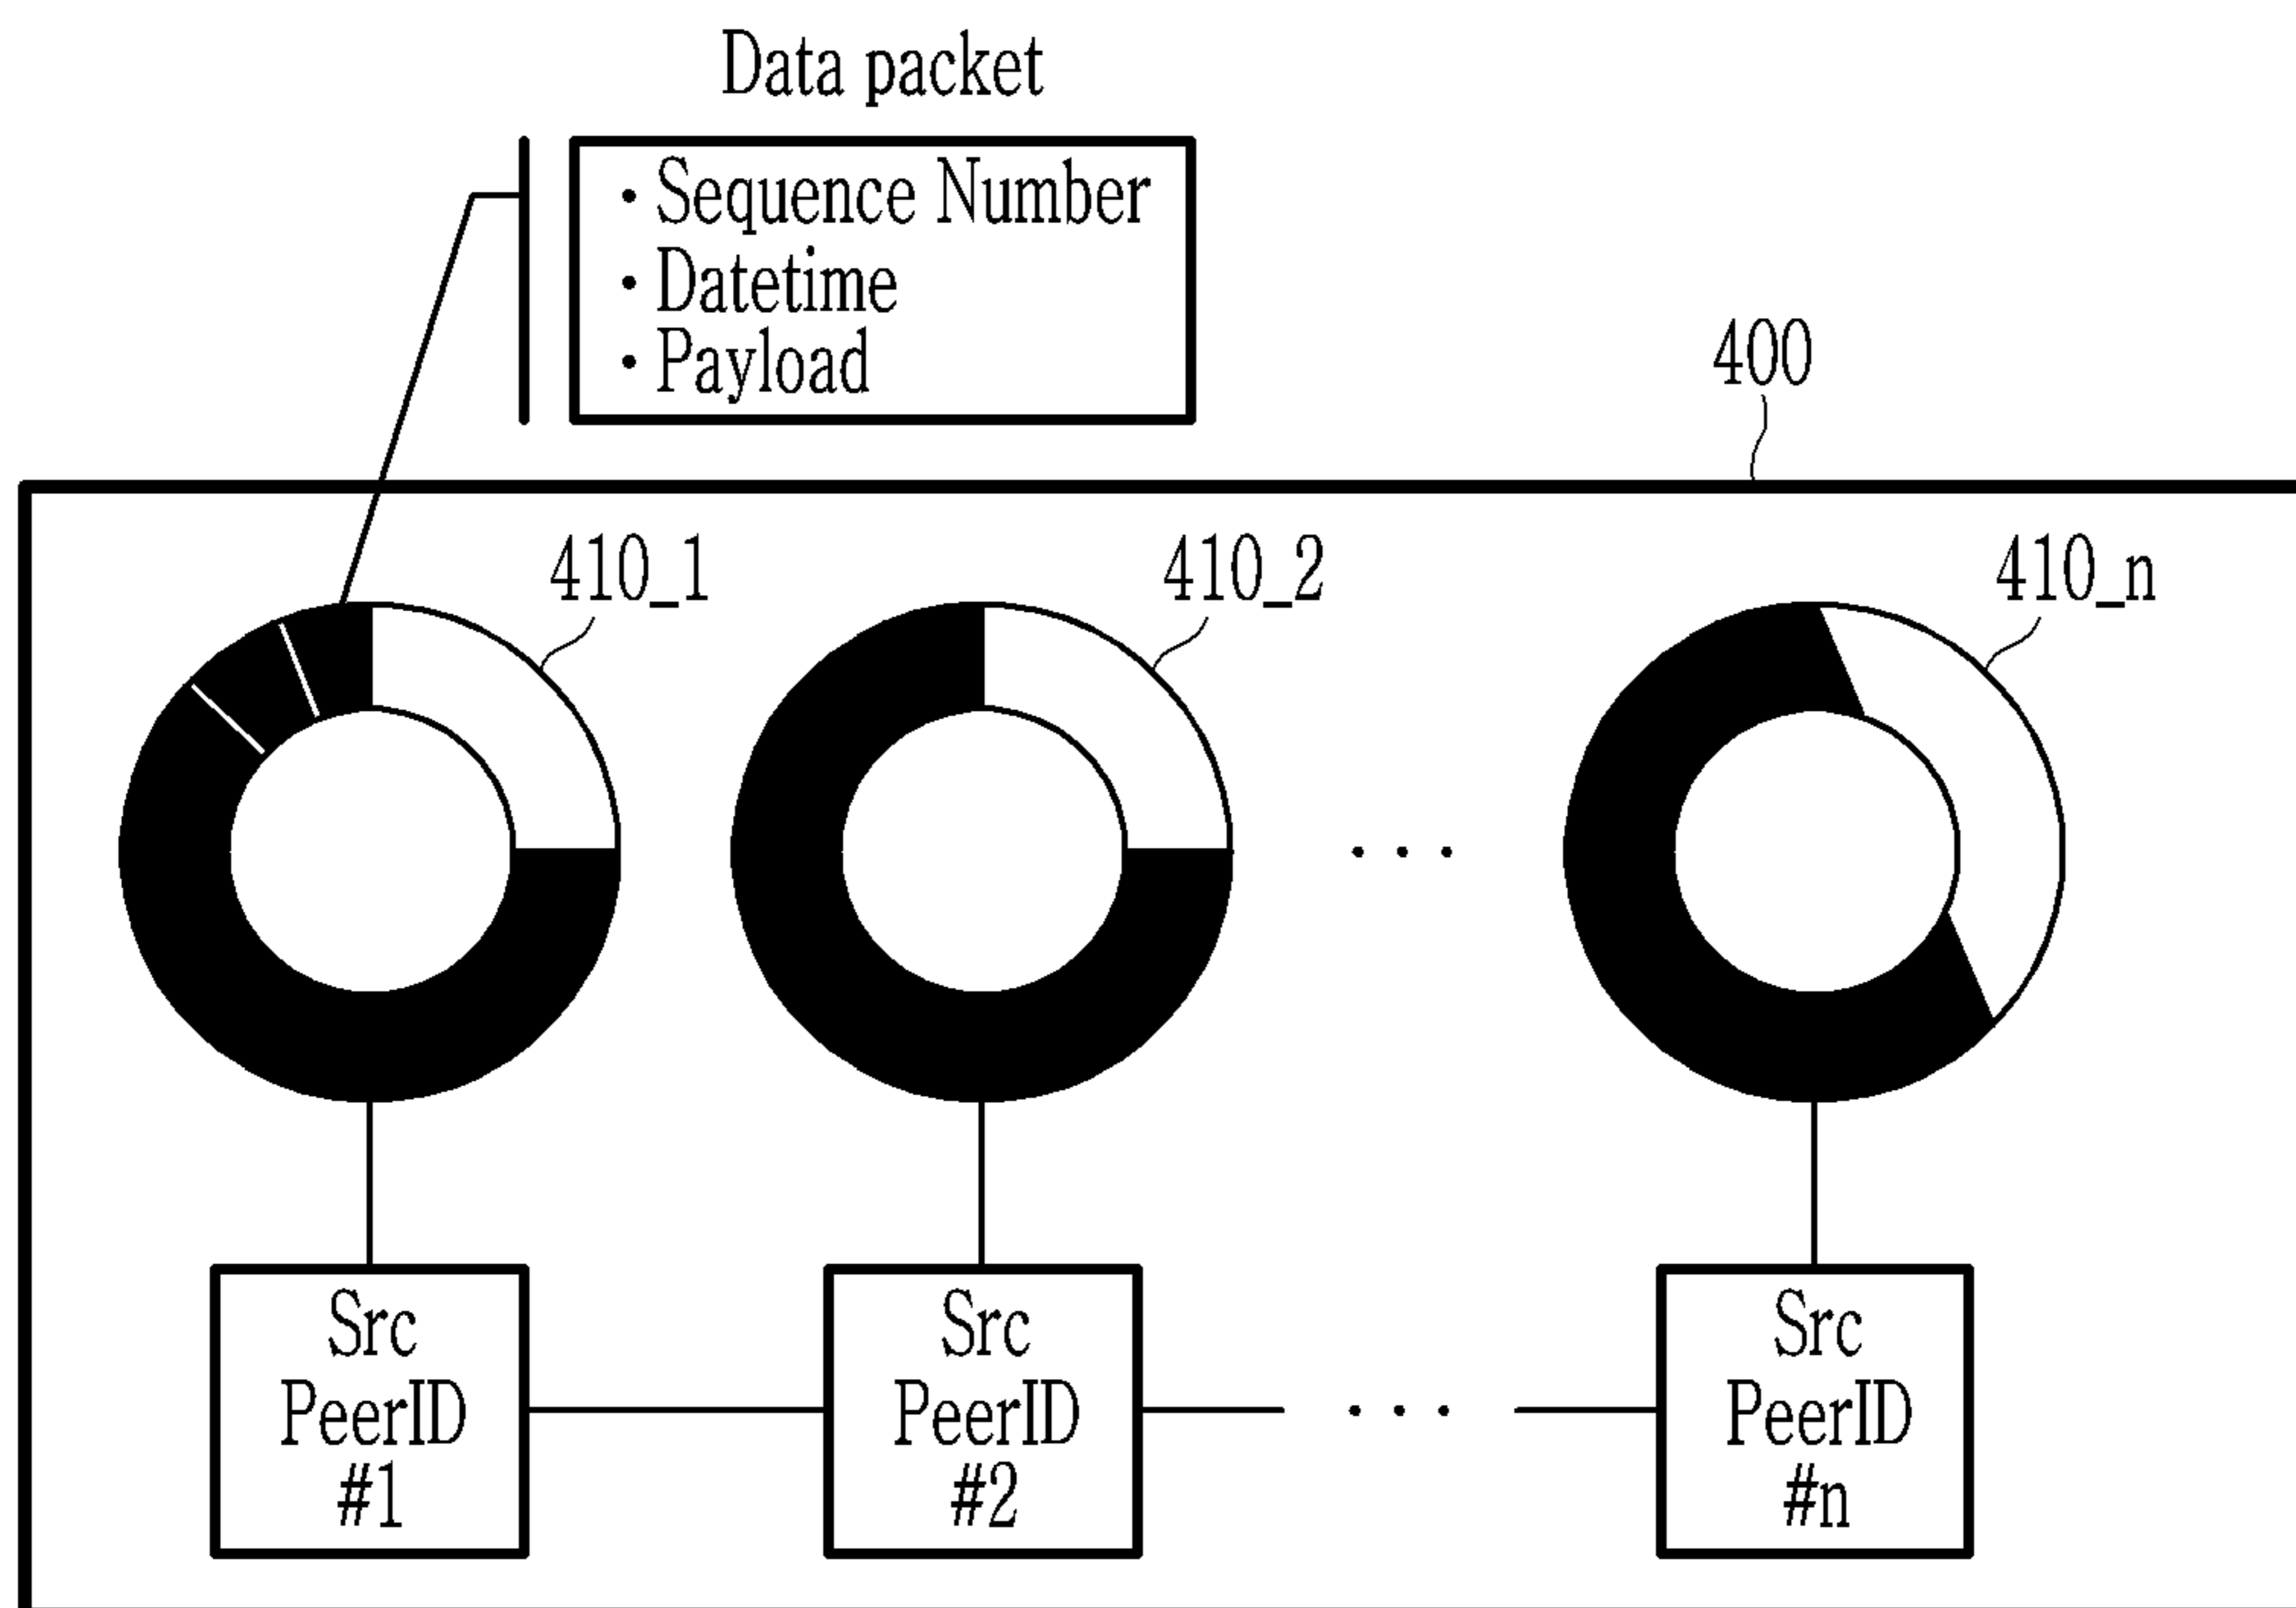 Data packet
• Sequence Number
• Datetime
• Payload
400
410_1
410_2
410_n
. . .
Src
PeerID
#1
Src
PeerID
#2
. . .
Src
PeerID
#n